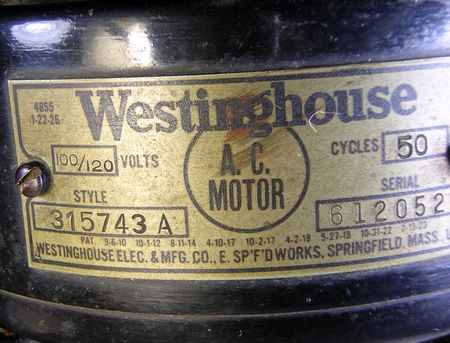 4855
1-22-26
Westinghouse
100/120 VOLTS
A. C.
MOTOR
CYCLES 50
STYLE
315743 A
SERIAL
612052
PAT. 9-6-10 10-1-12 8-11-14 4-10-17 10-2-17 4-2-18 5-27-19 10-31-22
WESTINGHOUSE ELEC. & MFG. CO., E. SP'F'D WORKS, SPRINGFIELD, MASS.